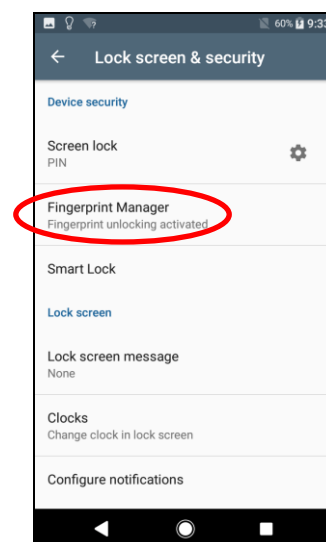 60% 9:33
Lock screen & security
Device security
Screen lock
PIN
Fingerprint Manager
Fingerprint unlocking activated
Smart Lock
Lock screen
Lock screen message
None
Clocks
Change clock in lock screen
Configure notifications